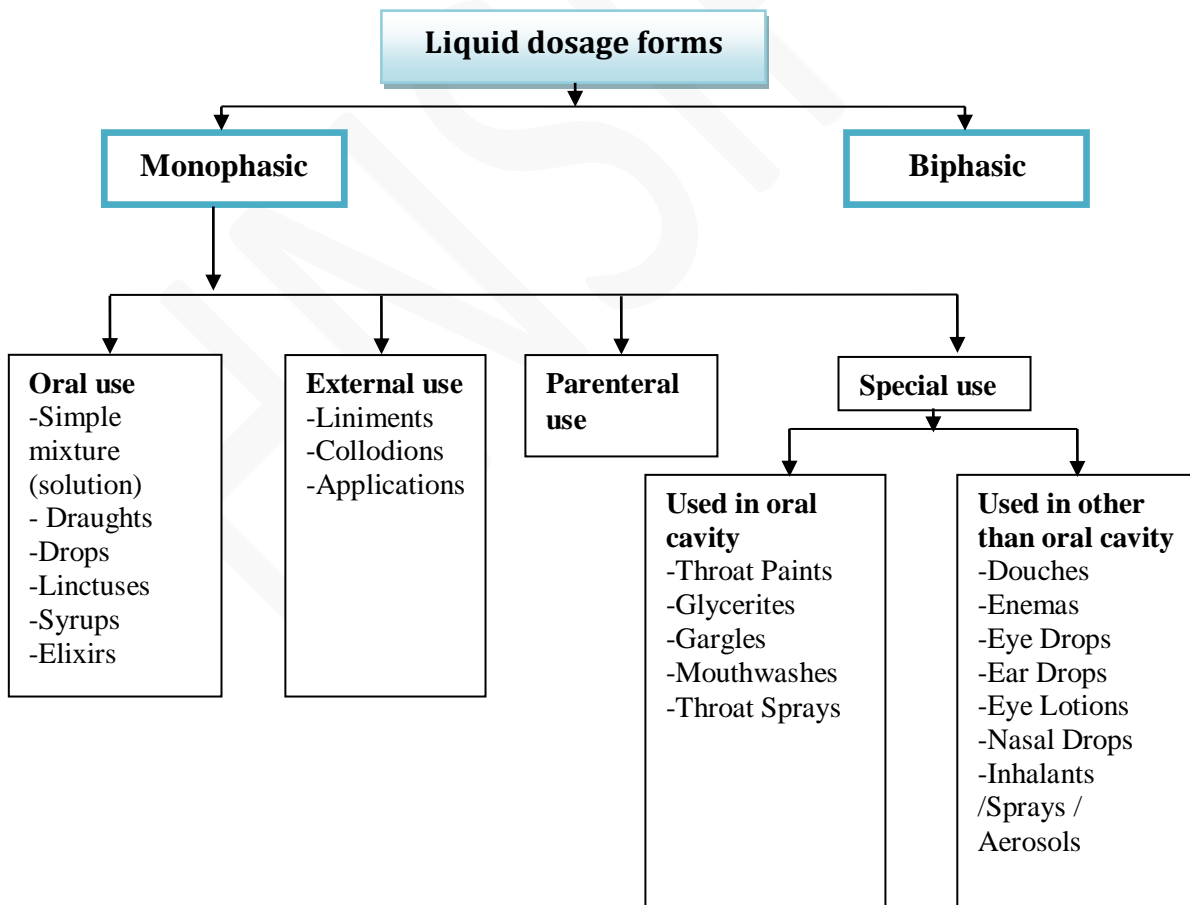 Liquid dosage forms
Monophasic
Biphasic
Oral use
-Simple
mixture
(solution)
- Draughts
-Drops
-Linctuses
-Syrups
-Elixirs
External use
-Liniments
-Collodions
-Applications
Parenteral
use
Special use
Used in oral
cavity
-Throat Paints
-Glycerites
-Gargles
-Mouthwashes
-Throat Sprays
Used in other
than oral cavity
-Douches
-Enemas
-Eye Drops
-Ear Drops
-Eye Lotions
-Nasal Drops
-Inhalants
/Sprays /
Aerosols